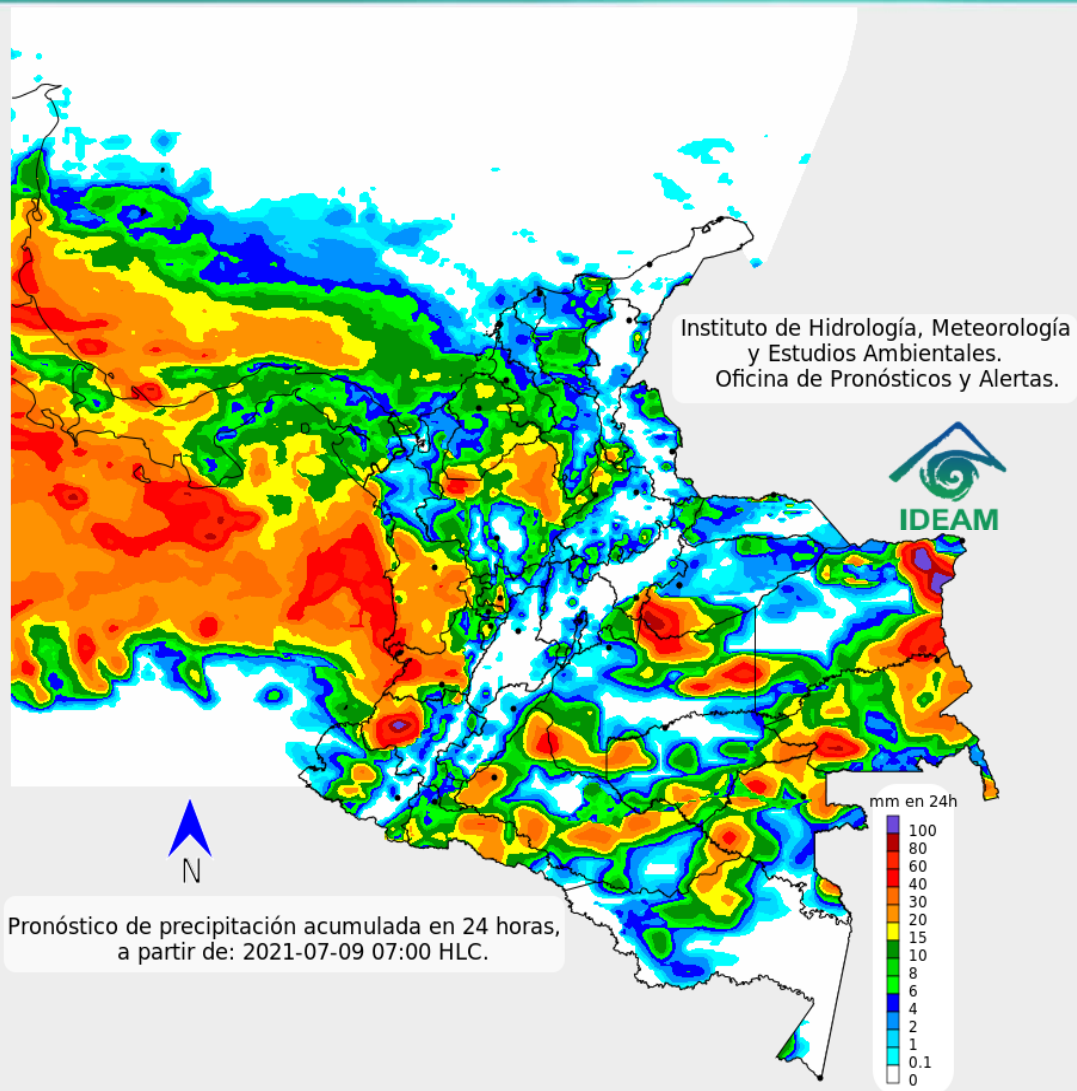 Instituto de Hidrología, Meteorología
y Estudios Ambientales.
Oficina de Pronósticos y Alertas.
IDEAM
mm en 24h
100
80
60
40
30
20
15
10
8
6
4
2
1
0.1
0
N
Pronóstico de precipitación acumulada en 24 horas,
a partir de: 2021-07-09 07:00 HLC.